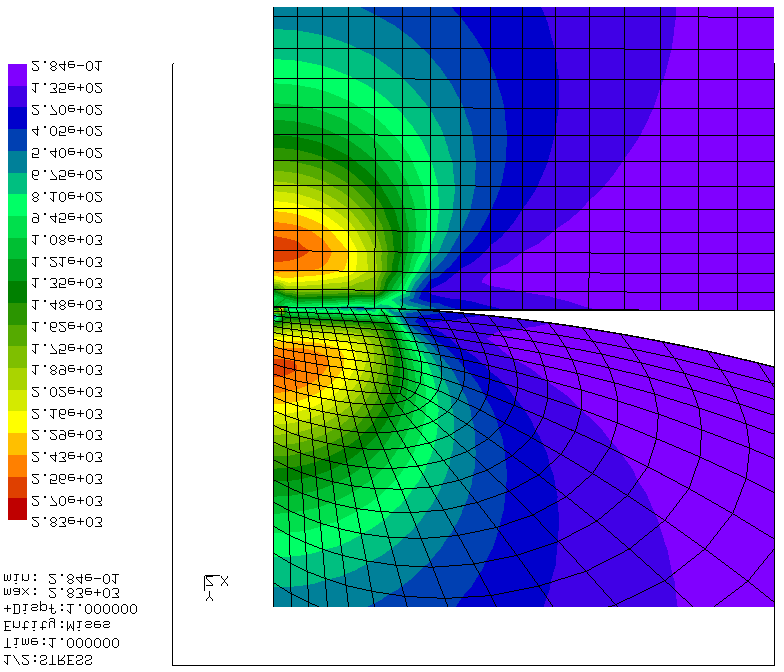 2.84e-01
1.35e+02
2.70e+02
4.05e+02
5.40e+02
6.75e+02
8.10e+02
9.45e+02
1.08e+03
1.21e+03
1.35e+03
1.48e+03
1.62e+03
1.75e+03
1.89e+03
2.02e+03
2.16e+03
2.29e+03
2.43e+03
2.56e+03
2.70e+03
2.83e+03
min: 2.84e-01
max: 2.83e+03
+Dispf:1.000000
Entity:Mises
Time:1.000000
1/2:STRESS
Z X
Y